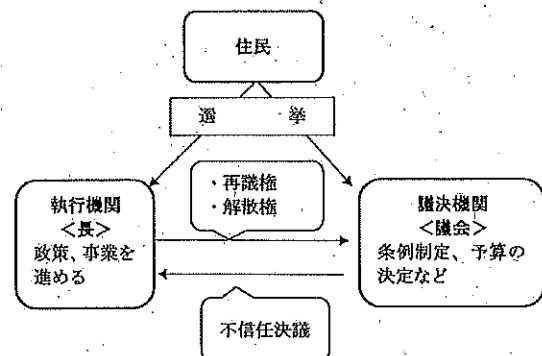 住民
選 挙
・再議権
・解散権
執行機関
＜長＞
政策、事業を
進める
議決機関
＜議会＞
条例制定、予算の
決定など
不信任決議